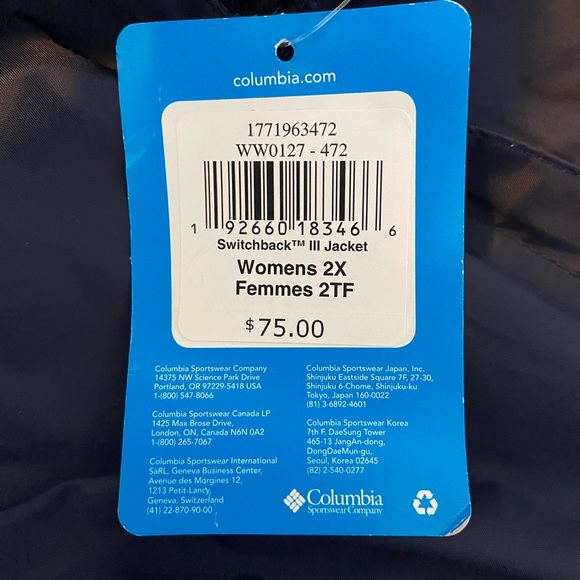 columbia.com
1771963472
WW0127 - 472
1 92660 18346 6
Switchback™ III Jacket
Womens 2X
Femmes 2TF
$75.00
Columbia Sportswear Company
14375 NW Science Park Drive
Portland, OR 97229-5418 USA
1-(800) 547-8066
Columbia Sportswear Canada LP
1425 Max Brose Drive,
London, ON, Canada N6N 0A2
1-(800) 265-7067
Columbia Sportswear International
SaRL, Geneva Business Center,
Avenue des Morgines 12,
1213 Petit-Lancy,
Geneva, Switzerland
(41) 22-870-90-00
Columbia Sportswear Japan, Inc.
Shinjuku Eastside Square 7F, 27-30,
Shinjuku 6-Chome, Shinjuku-ku
Tokyo, Japan 160-0022
(81) 3-6892-4601
Columbia Sportswear Korea
7th F. DaeSung Tower
465-13 JangAn-dong,
DongDaeMun-gu,
Seoul, Korea 02645
(82) 2-540-0277
Columbia
Sportswear Company